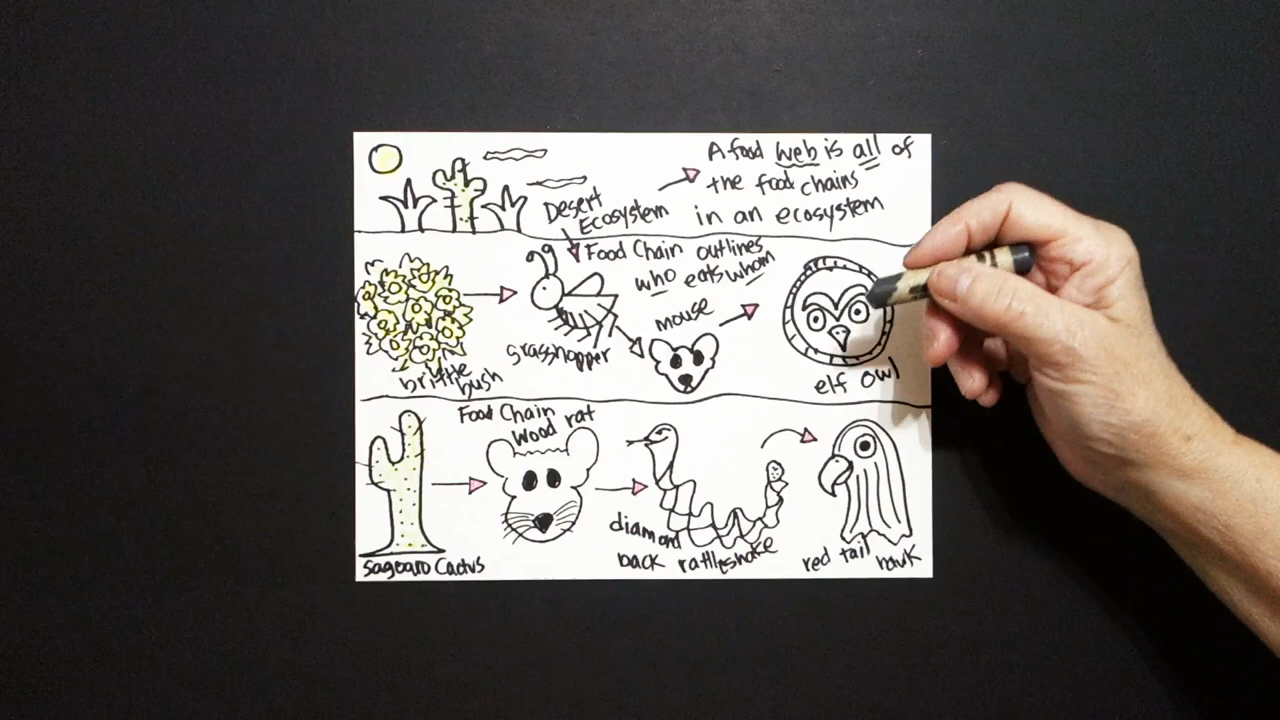 A food web is all of
the food chains
in an ecosystem
Desert
Ecosystem
Food Chain outlines
who eats whom
mouse
grasshopper
brittle
bush
elf owl
Food Chain
Wood rat
diamond
back rattlesnake
sagoaro Cactus
red tail hawk